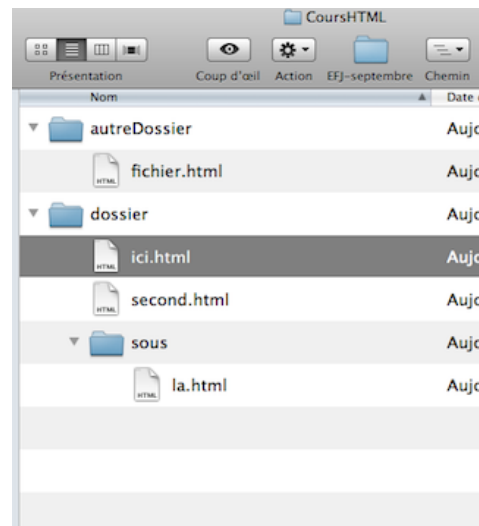 CoursHTML
Présentation Coup d'œil Action EFJ-septembre Chemin
Nom Date
autreDossier Aujo
fichier.html Aujo
dossier Aujo
HTML ici.html Aujo
HTML second.html Aujo
sous Aujo
HTML la.html Aujo